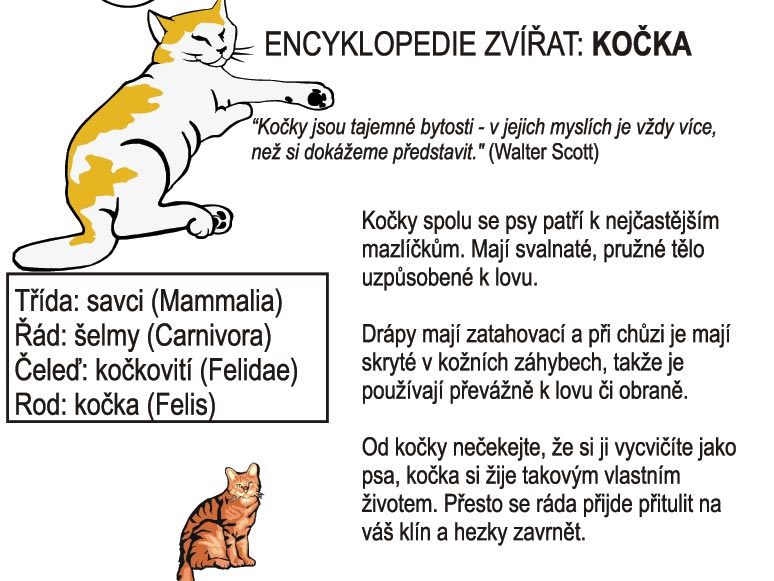 ENCYKLOPEDIE ZVÍŘAT: KOČKA
“Kočky jsou tajemné bytosti - v jejich myslích je vždy více,
než si dokážeme představit." (Walter Scott)
Kočky spolu se psy patří k nejčastějším
mazlíčkům. Mají svalnaté, pružné tělo
uzpůsobené k lovu.
Třída: savci (Mammalia)
Řád: šelmy (Carnivora)
Čeleď: kočkovití (Felidae)
Rod: kočka (Felis)
Drápy mají zatahovací a při chůzi je mají
skryté v kožních záhybech, takže je
používají převážně k lovu či obraně.
Od kočky nečekejte, že si ji vycvičíte jako
psa, kočka si žije takovým vlastním
životem. Přesto se ráda přijde přitulit na
váš klín a hezky zavrnět.